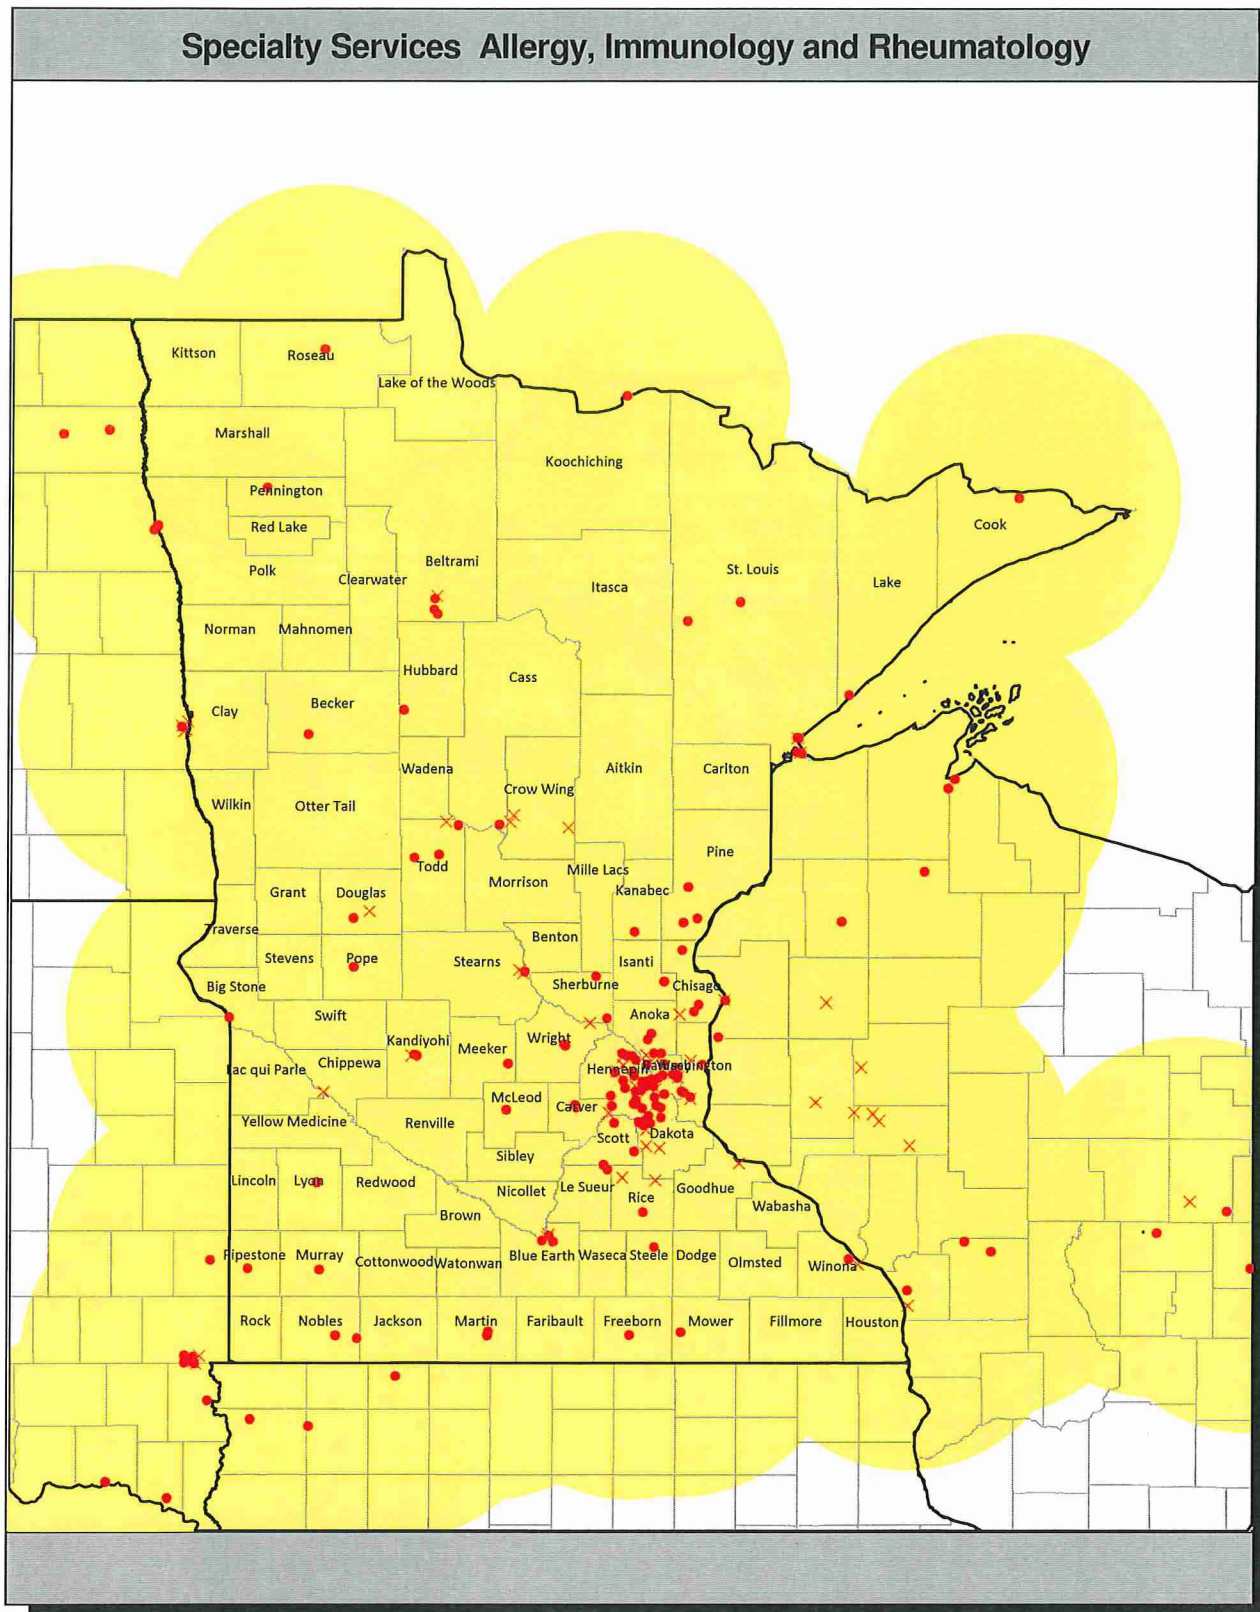 Specialty Services Allergy, Immunology and Rheumatology
Kittson
Roseau
Lake of the Woods
Marshall
Koochiching
Pennington
Cook
Red Lake
Beltrami
St. Louis
Polk
Clearwater
Itasca
Lake
Norman
Mahnomen
Hubbard
Cass
Becker
Clay
Wadena
Aitkin
Carlton
Crow Wing
Wilkin
Otter Tail
Pine
Todd
Mille Lacs
Morrison
Kanabec
Grant
Douglas
Traverse
Benton
Stevens
Pope
Stearns
Isanti
Big Stone
Sherburne
Chisago
Swift
Anoka
Kandiyohi
Wright
Meeker
Chippewa
Lac qui Parle
Hennepin
Washington
McLeod
Carver
Yellow Medicine
Renville
Scott
Dakota
Sibley
Lincoln
Lyon
Redwood
Nicollet
Le Sueur
Rice
Goodhue
Wabasha
Brown
Pipestone
Murray
Cottonwood
Watonwan
Blue Earth
Waseca
Steele
Dodge
Olmsted
Winona
Rock
Nobles
Jackson
Martin
Faribault
Freeborn
Mower
Fillmore
Houston